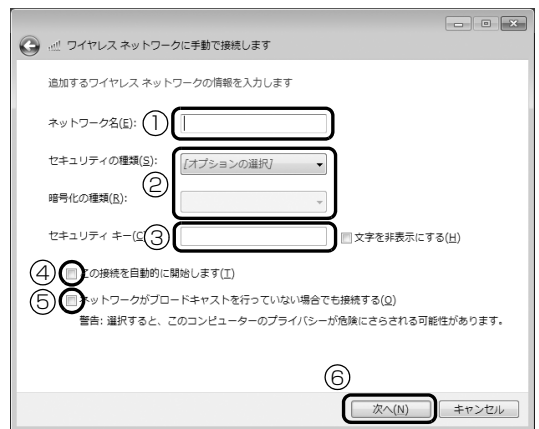 ワイヤレス ネットワークに手動で接続します
追加するワイヤレス ネットワークの情報を入力します
ネットワーク名(E): ①
セキュリティの種類(S): [オプションの選択]
②
暗号化の種類(R):
セキュリティ キー(C ③ 文字を非表示にする(H)
④ この接続を自動的に開始します(T)
⑤ ネットワークがブロードキャストを行っていない場合でも接続する(O)
警告: 選択すると、このコンピューターのプライバシーが危険にさらされる可能性があります。
⑥
次へ(N) キャンセル